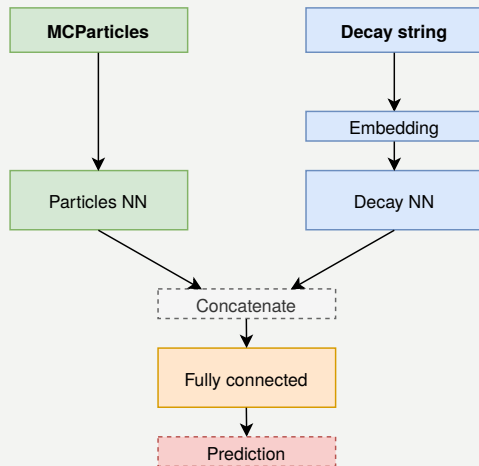 MCParticles
Decay string
Embedding
Particles NN
Decay NN
Concatenate
Fully connected
Prediction